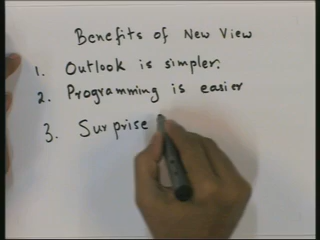 Benefits of New View
1. Outlook is simpler.
2. Programming is easier
3. Surprise